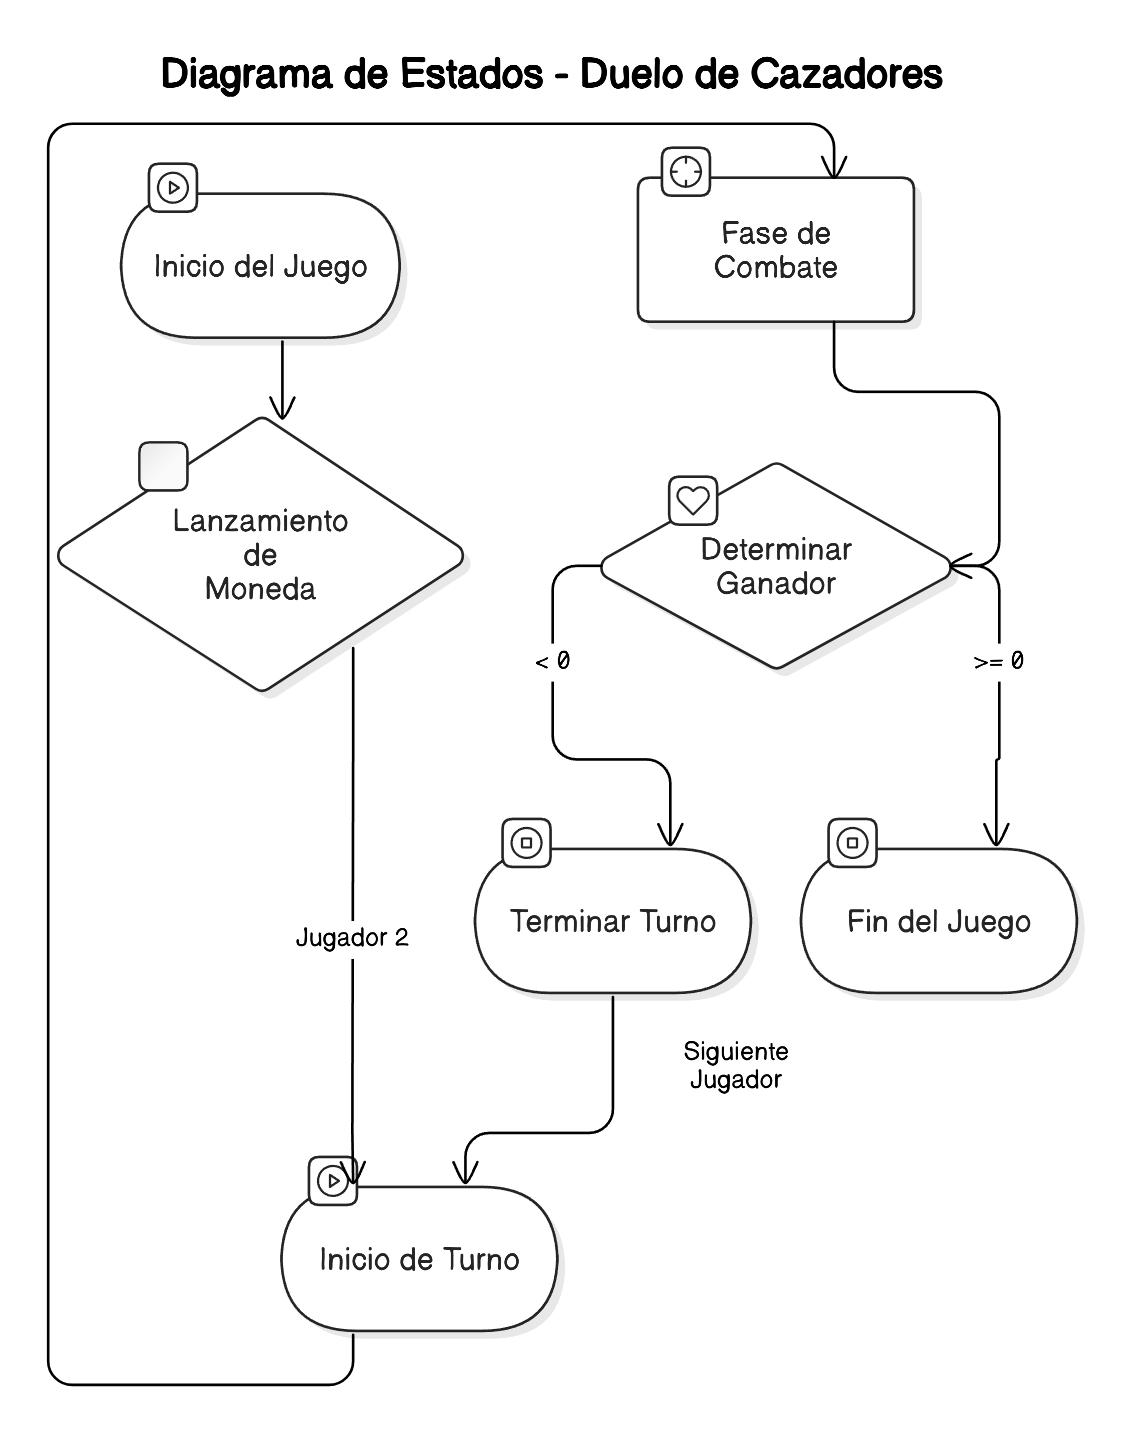 Diagrama de Estados - Duelo de Cazadores
Inicio del Juego
Fase de
Combate
Lanzamiento
de
Moneda
Determinar
Ganador
< 0
>= 0
Terminar Turno
Fin del Juego
Jugador 2
Siguiente
Jugador
Inicio de Turno